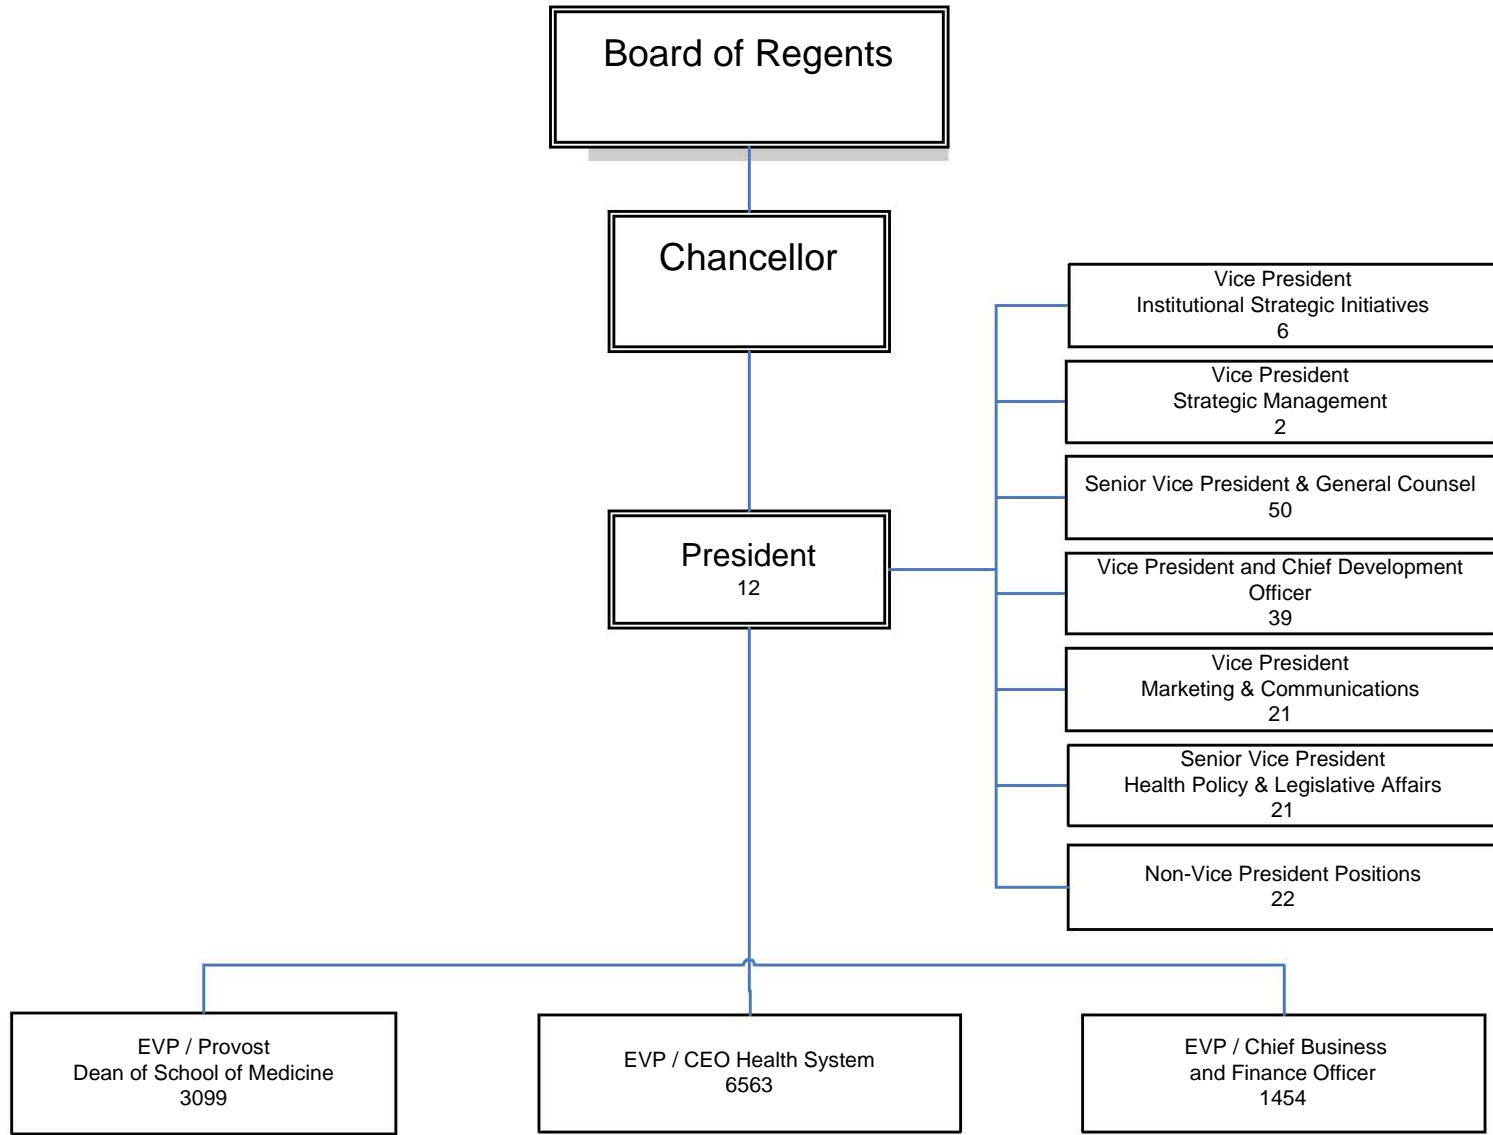 Board of Regents
Chancellor
President
12
Vice President
Institutional Strategic Initiatives
6
Vice President
Strategic Management
2
Senior Vice President & General Counsel
50
Vice President and Chief Development
Officer
39
Vice President
Marketing & Communications
21
Senior Vice President
Health Policy & Legislative Affairs
21
Non-Vice President Positions
22
EVP / Provost
Dean of School of Medicine
3099
EVP / CEO Health System
6563
EVP / Chief Business
and Finance Officer
1454